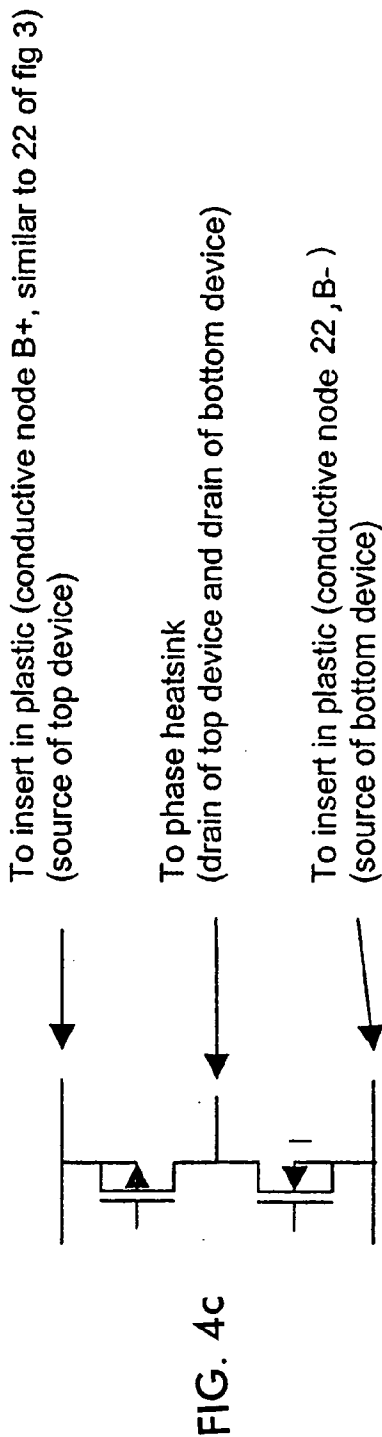 To insert in plastic (conductive node B+, similar to 22 of fig 3)
(source of top device)
To phase heatsink
(drain of top device and drain of bottom device)
To insert in plastic (conductive node 22, B- )
(source of bottom device)
FIG. 4c